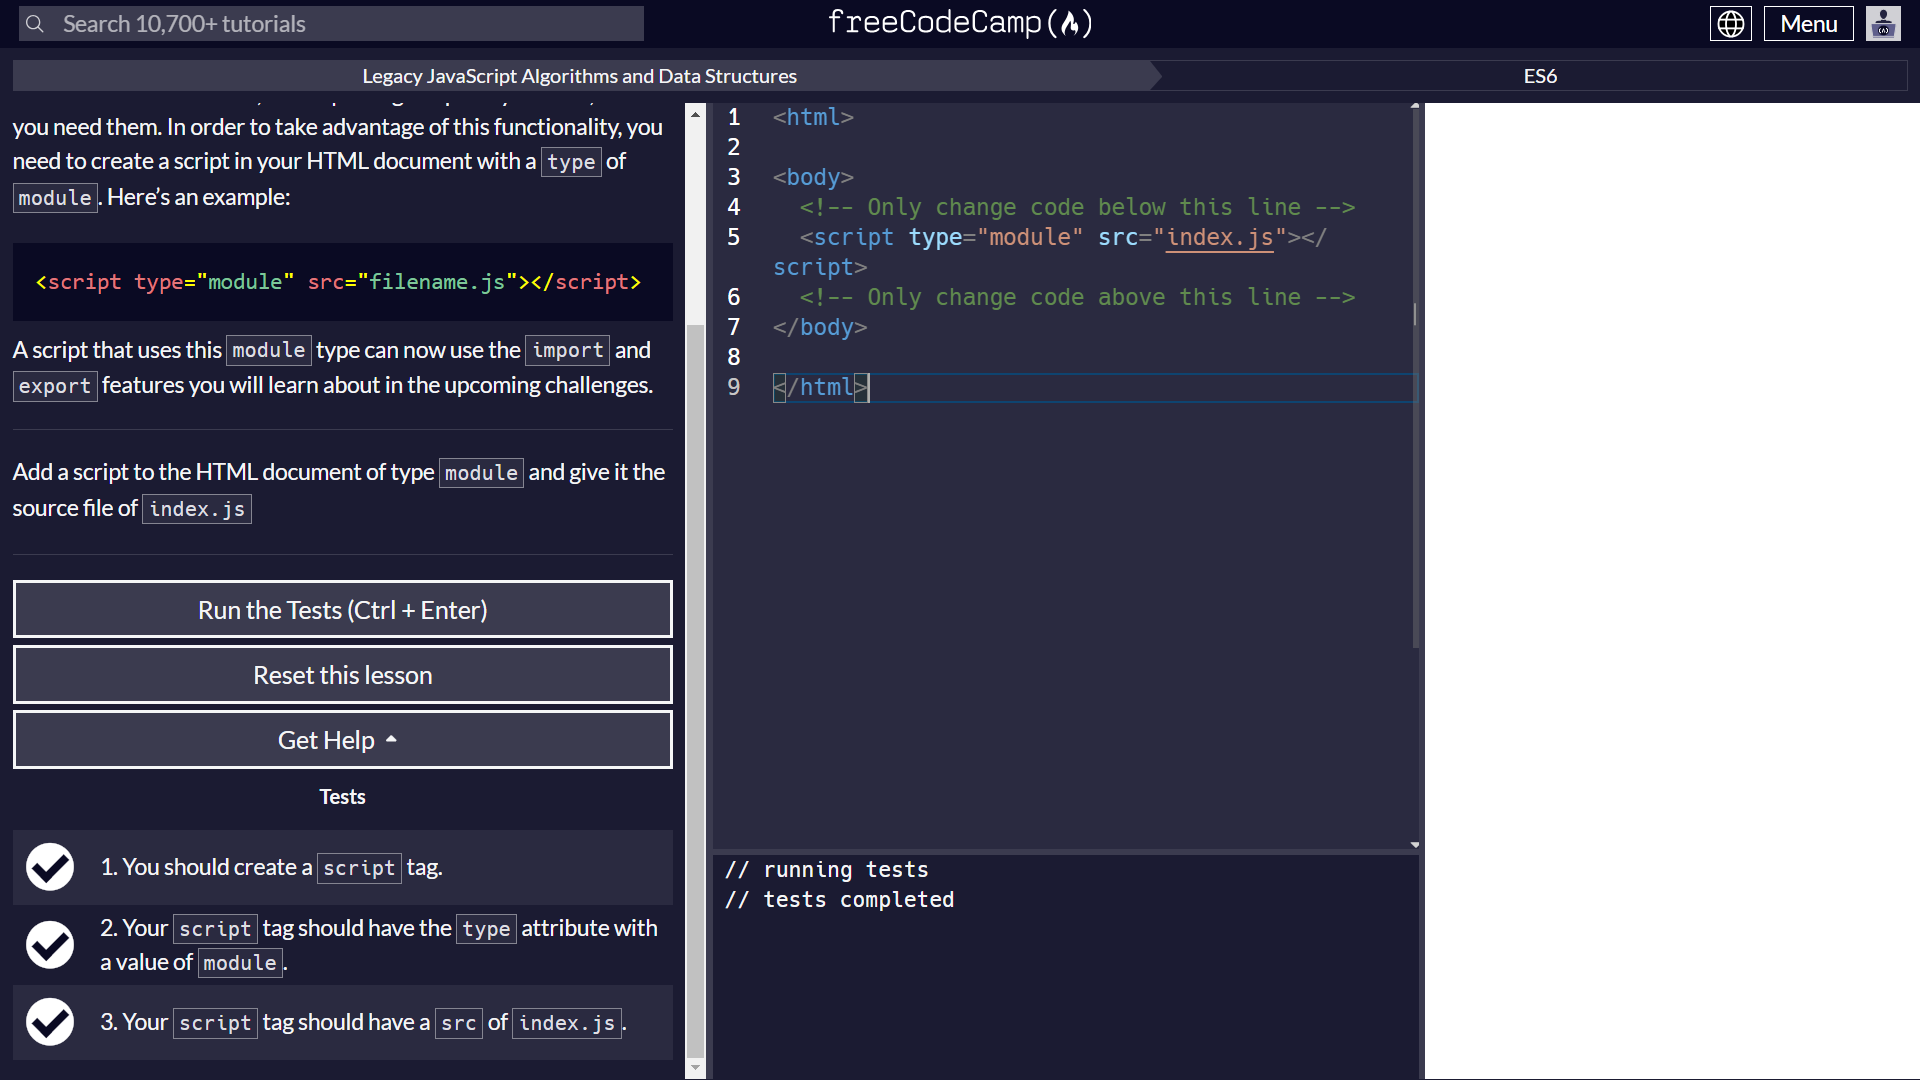 Search 10,700+ tutorials
freeCodeCamp
Menu
Legacy JavaScript Algorithms and Data Structures
ES6
you need them. In order to take advantage of this functionality, you
need to create a script in your HTML document with a type of
module. Here’s an example:
<script type="module" src="filename.js"></script>
A script that uses this module type can now use the import and
export features you will learn about in the upcoming challenges.
Add a script to the HTML document of type module and give it the
source file of index.js
Run the Tests (Ctrl + Enter)
Reset this lesson
Get Help
Tests
1. You should create a script tag.
2. Your script tag should have the type attribute with
a value of module.
3. Your script tag should have a src of index.js.
1 <html>
2
3 <body>
4 <!-- Only change code below this line -->
5 <script type="module" src="index.js"></
script>
6 <!-- Only change code above this line -->
7 </body>
8
9 </html>
// running tests
// tests completed